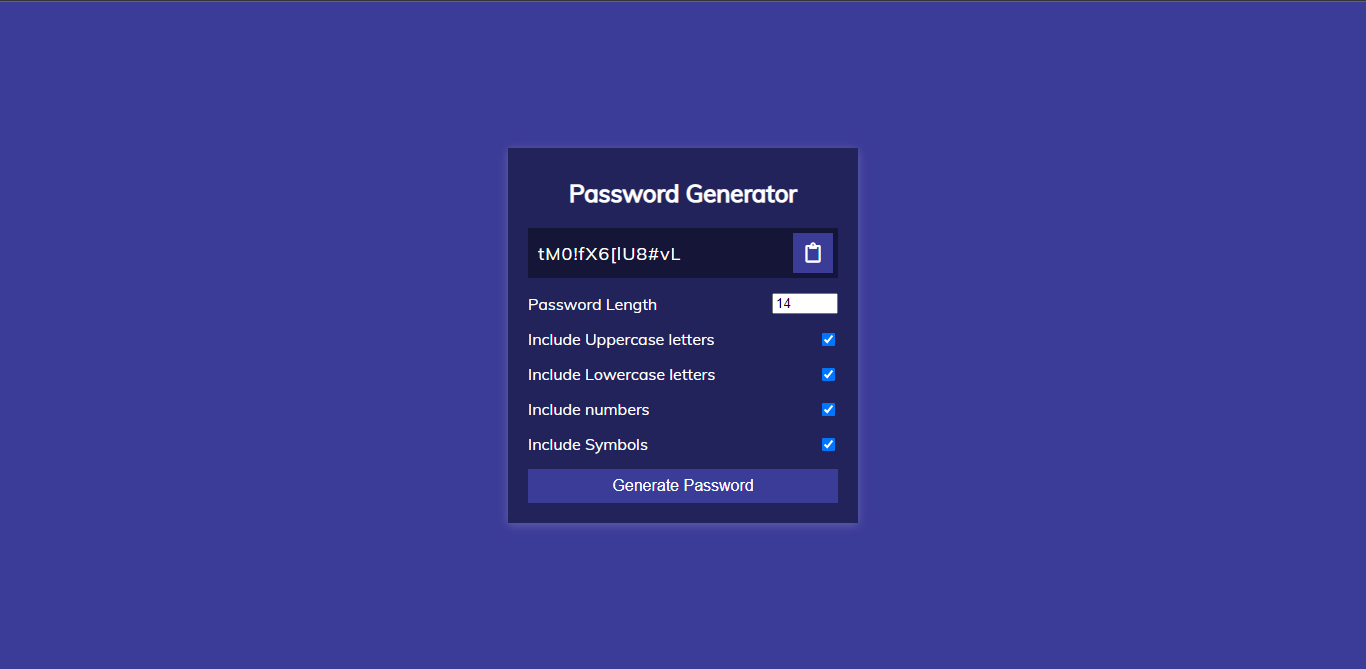 Password Generator
tM0!fX6[lU8#vL
Password Length 14
Include Uppercase letters
Include Lowercase letters
Include numbers
Include Symbols
Generate Password